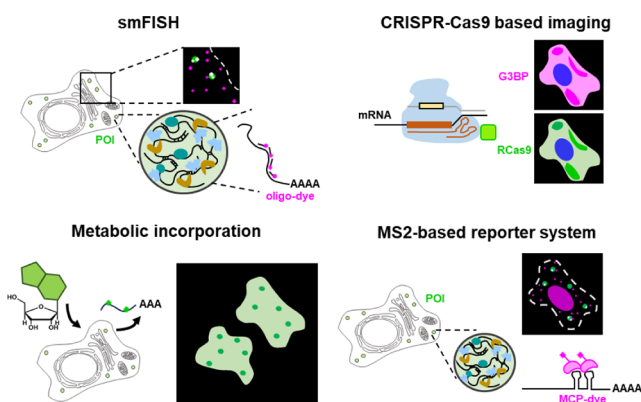 smFISH
POI
oligo-dye
AAAA
CRISPR-Cas9 based imaging
G3BP
mRNA
RCas9
Metabolic incorporation
HO
O
OH OH
AAA
MS2-based reporter system
POI
MCP-dye
AAAA